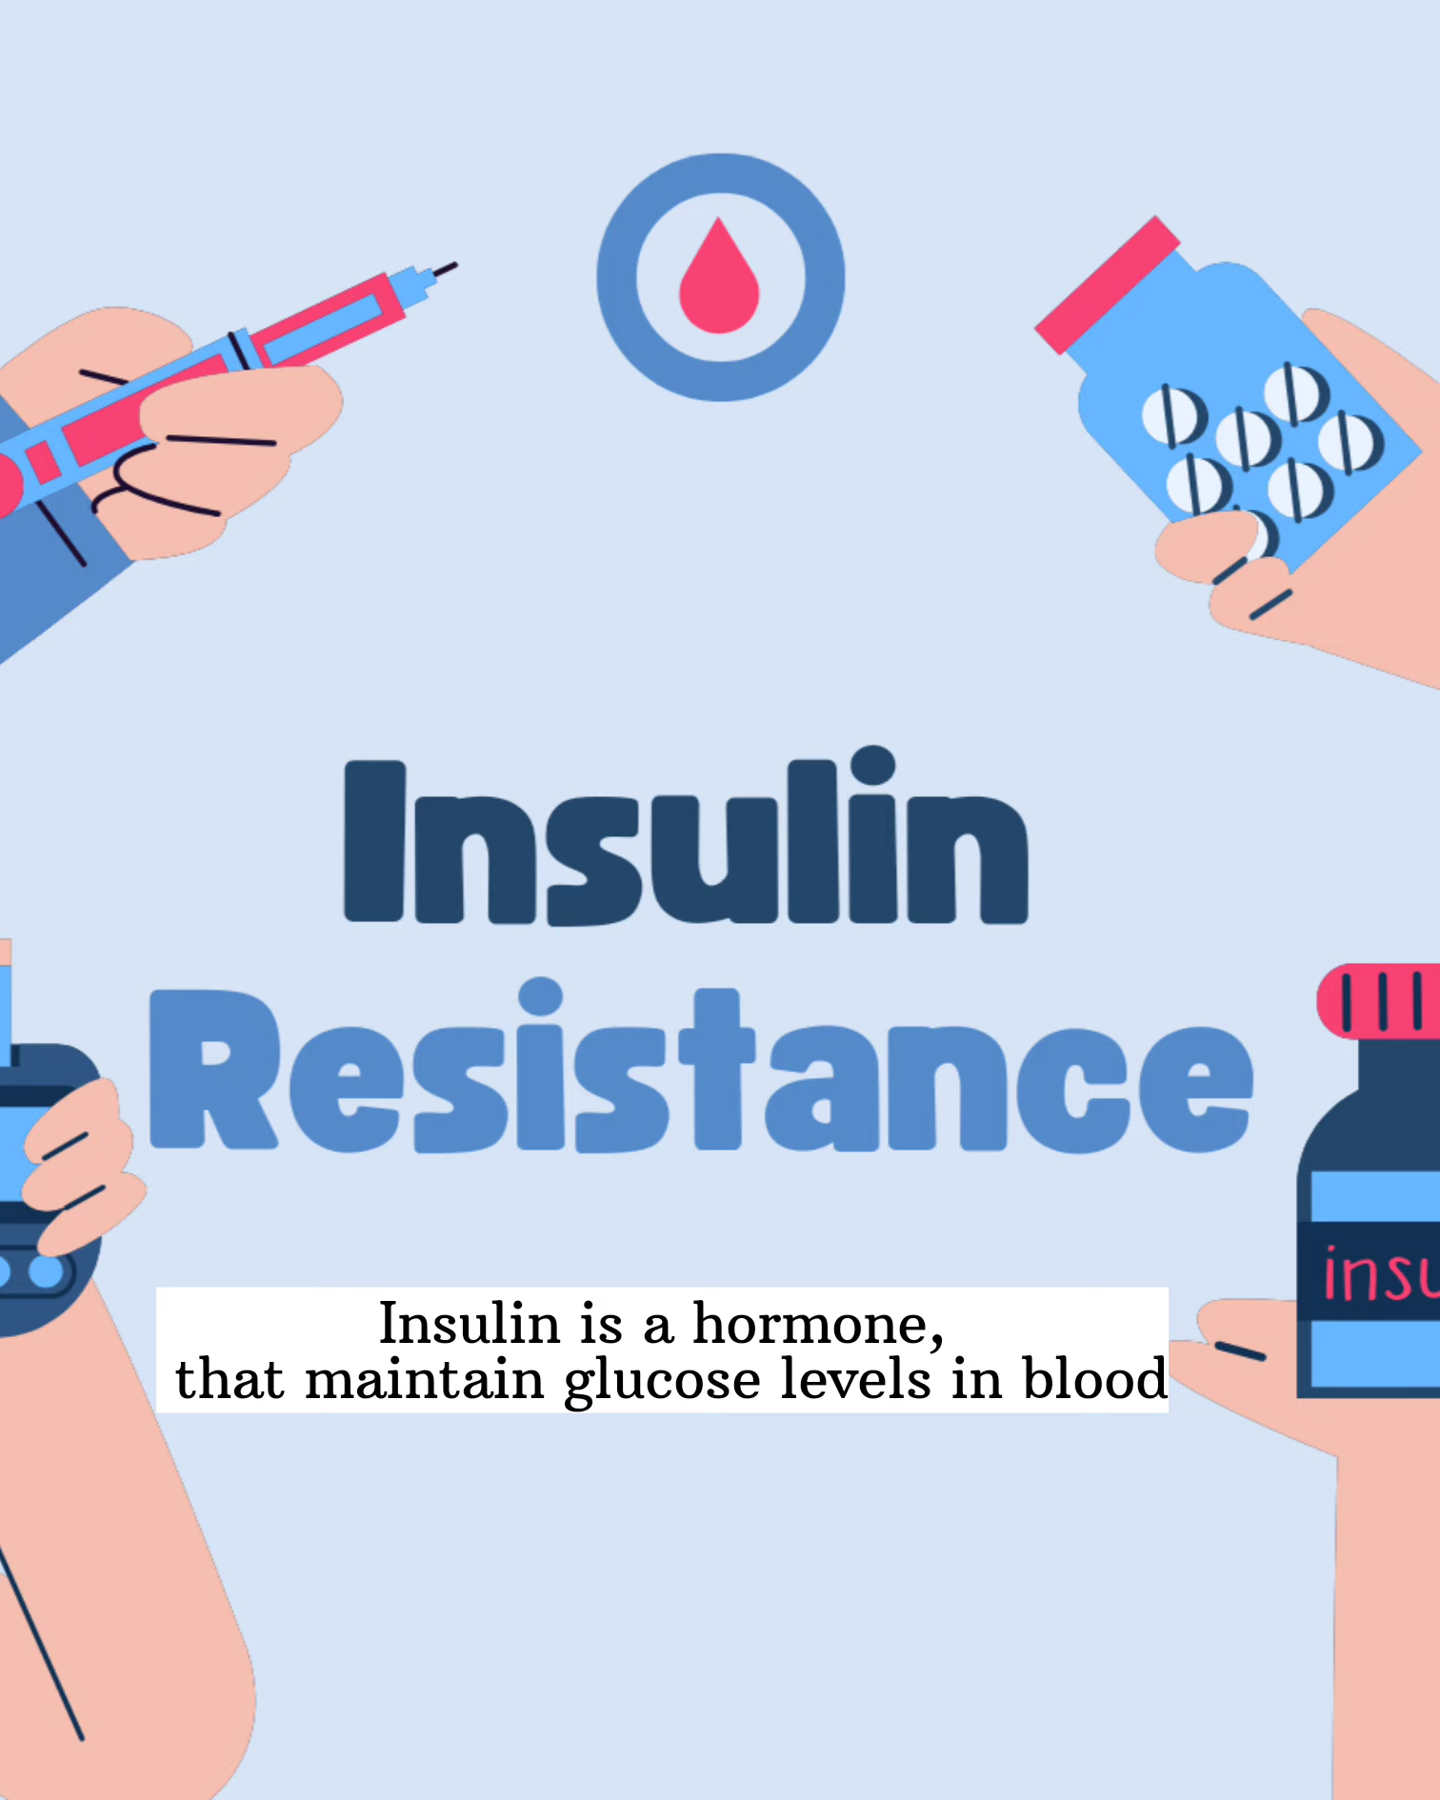 Insulin
Resistance
insu
Insulin is a hormone,
that maintain glucose levels in blood